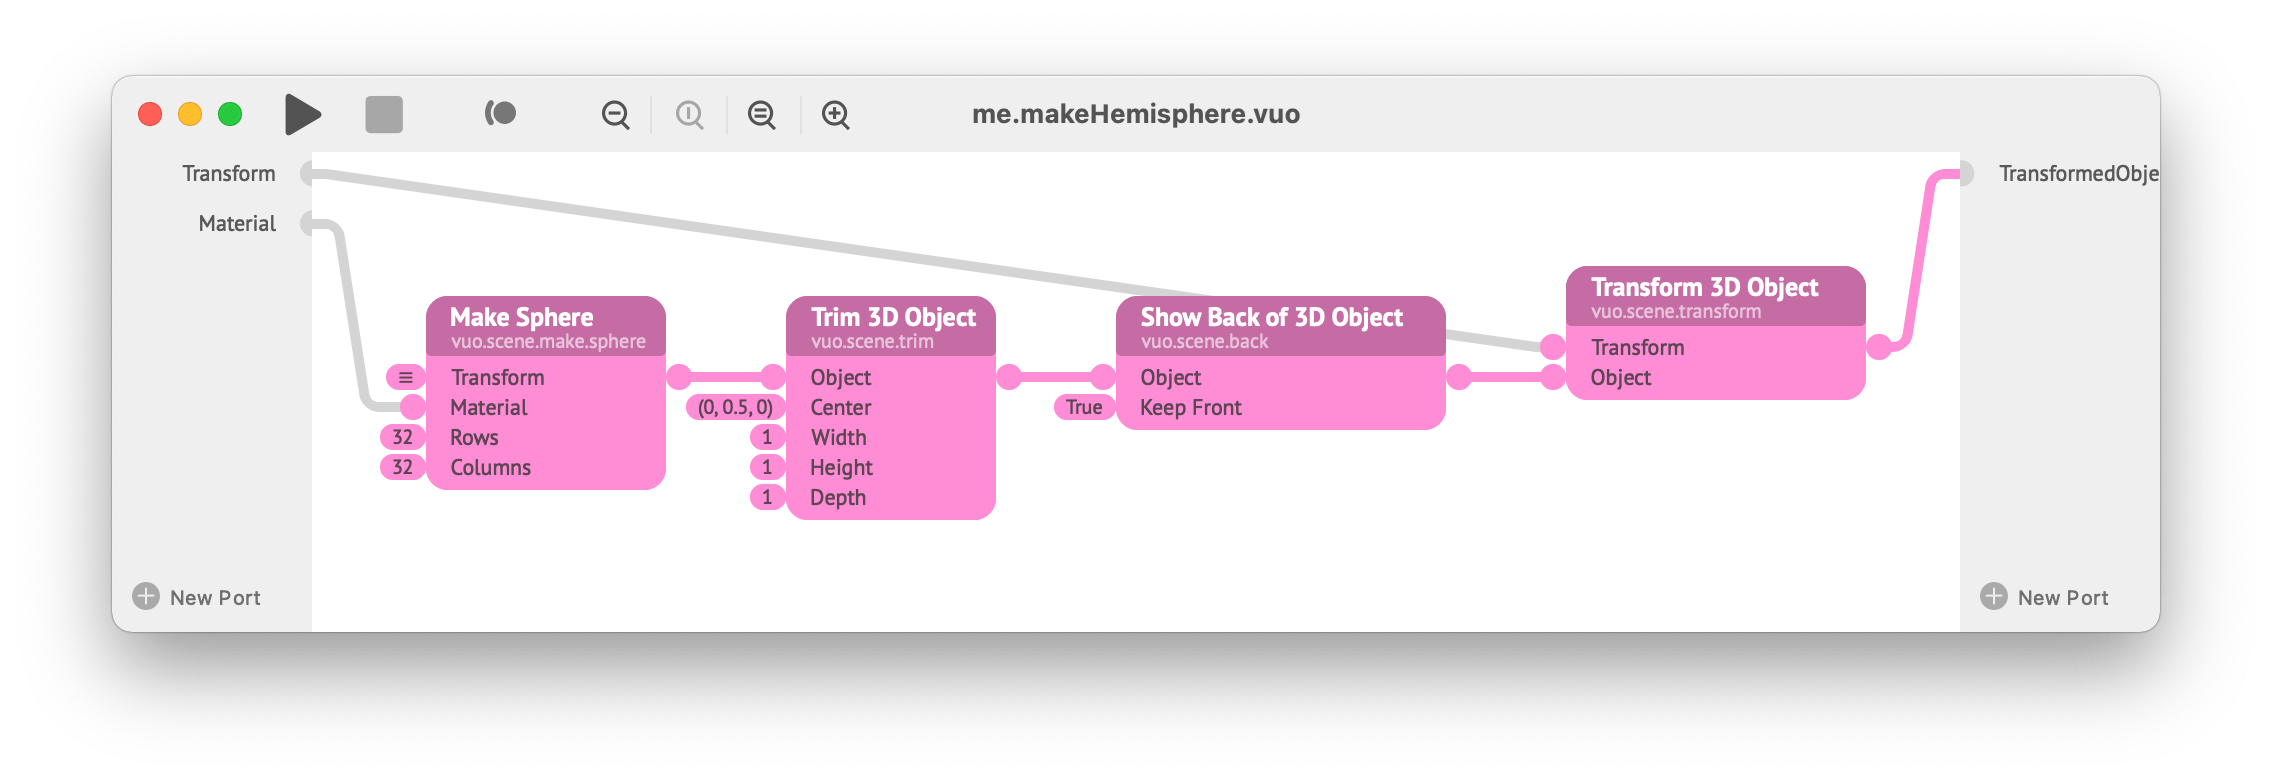 me.makeHemisphere.vuo
Transform
Material
New Port
Make Sphere
vuo.scene.make.sphere
Transform
Material
32 Rows
32 Columns
Trim 3D Object
vuo.scene.trim
Object
(0, 0.5, 0) Center
1 Width
1 Height
1 Depth
Show Back of 3D Object
vuo.scene.back
Object
True Keep Front
Transform 3D Object
vuo.scene.transform
Transform
Object
TransformedObje
New Port